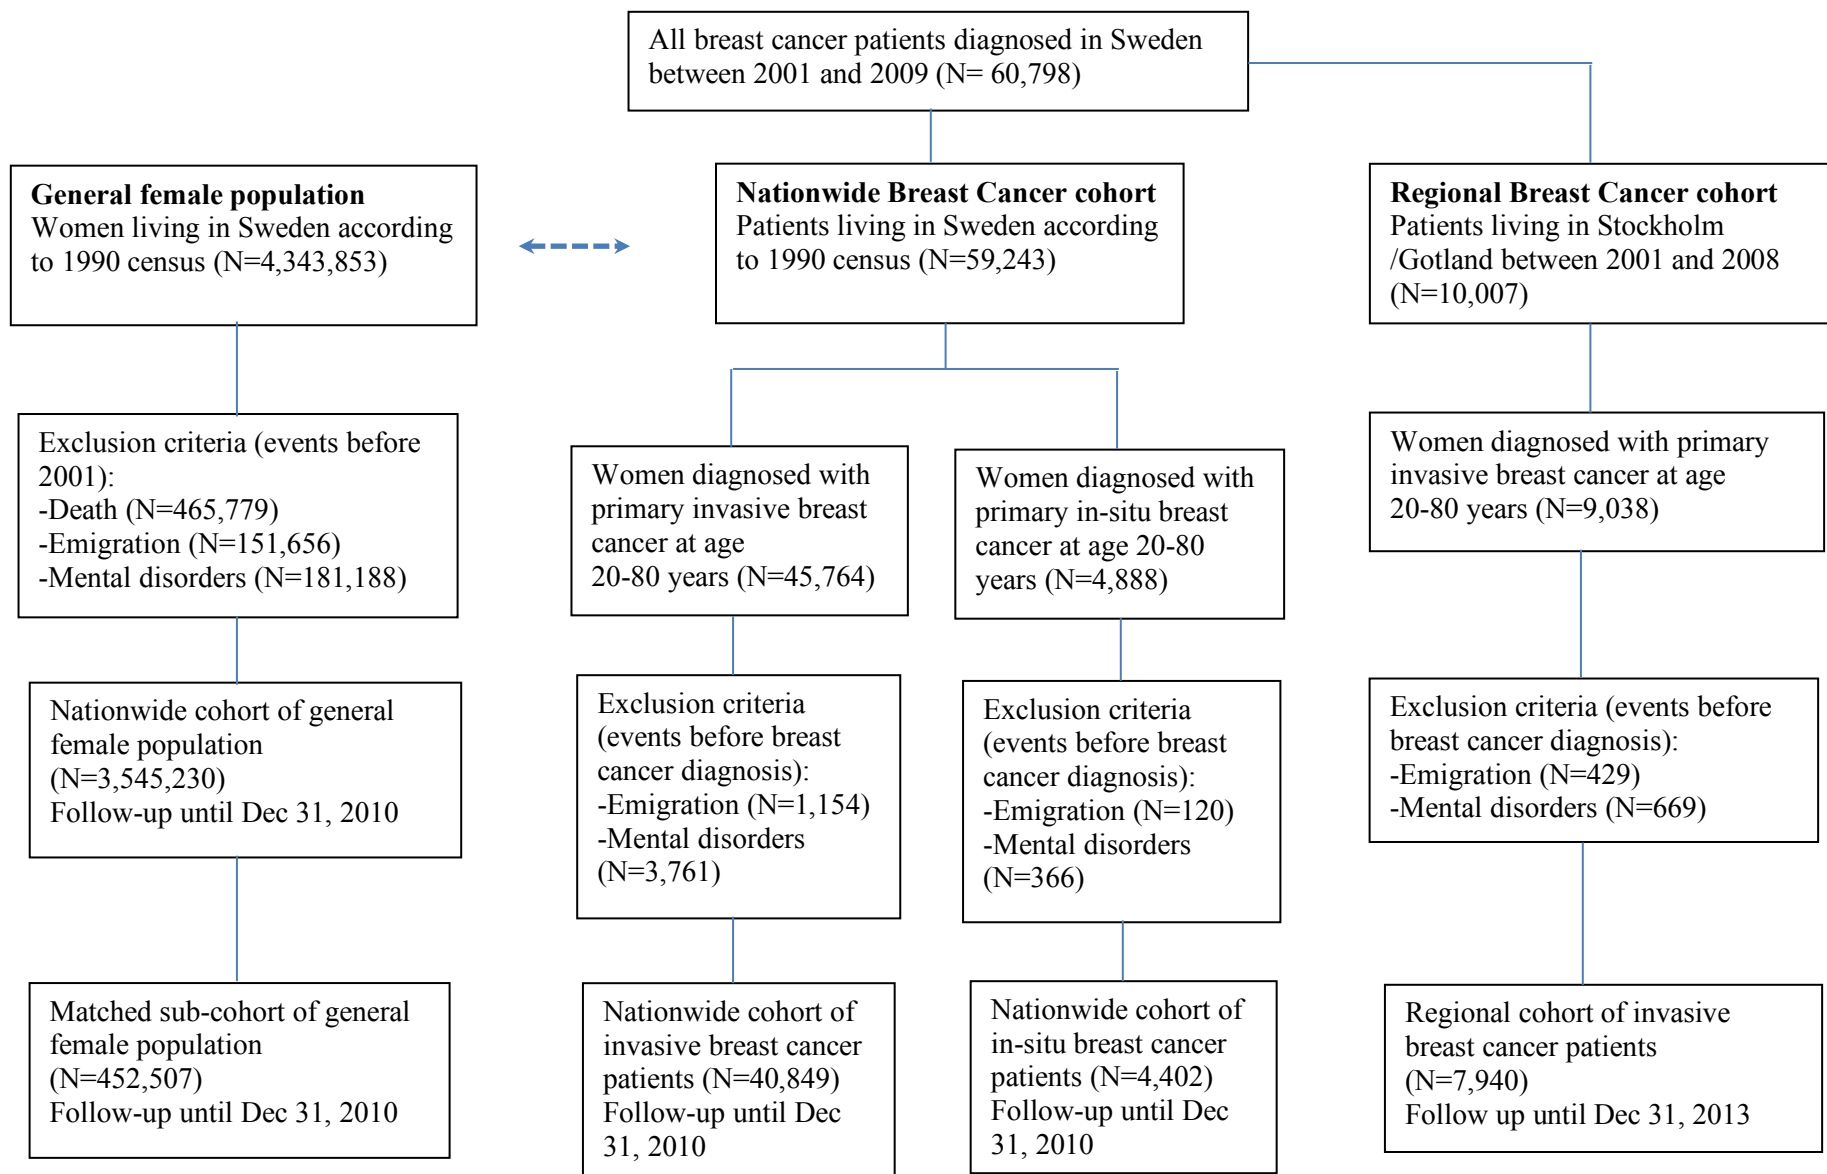 All breast cancer patients diagnosed in Sweden
between 2001 and 2009 (N= 60,798)
General female population
Women living in Sweden according
to 1990 census (N=4,343,853)
Nationwide Breast Cancer cohort
Patients living in Sweden according
to 1990 census (N=59,243)
Regional Breast Cancer cohort
Patients living in Stockholm
/Gotland between 2001 and 2008
(N=10,007)
Exclusion criteria (events before
2001):
-Death (N=465,779)
-Emigration (N=151,656)
-Mental disorders (N=181,188)
Women diagnosed with
primary invasive breast
cancer at age
20-80 years (N=45,764)
Women diagnosed with
primary in-situ breast
cancer at age 20-80
years (N=4,888)
Women diagnosed with primary
invasive breast cancer at age
20-80 years (N=9,038)
Nationwide cohort of general
female population
(N=3,545,230)
Follow-up until Dec 31, 2010
Exclusion criteria
(events before breast
cancer diagnosis):
-Emigration (N=1,154)
-Mental disorders
(N=3,761)
Exclusion criteria
(events before breast
cancer diagnosis):
-Emigration (N=120)
-Mental disorders
(N=366)
Exclusion criteria (events before
breast cancer diagnosis):
-Emigration (N=429)
-Mental disorders (N=669)
Matched sub-cohort of general
female population
(N=452,507)
Follow-up until Dec 31, 2010
Nationwide cohort of
invasive breast cancer
patients (N=40,849)
Follow-up until Dec
31, 2010
Nationwide cohort of
in-situ breast cancer
patients (N=4,402)
Follow-up until Dec
31, 2010
Regional cohort of invasive
breast cancer patients
(N=7,940)
Follow up until Dec 31, 2013